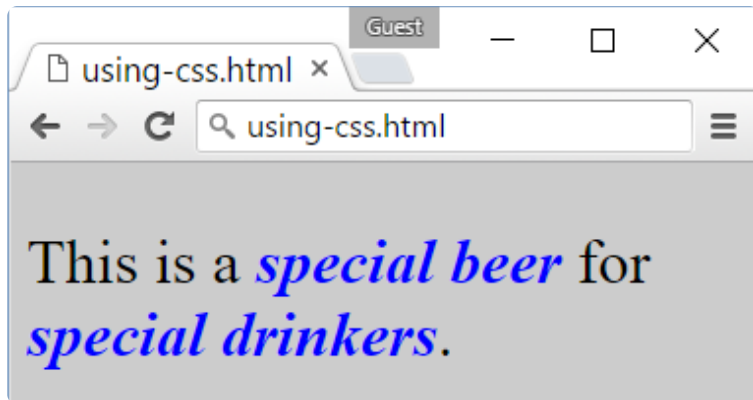 Guest
using-css.html
using-css.html
This is a special beer for
special drinkers.